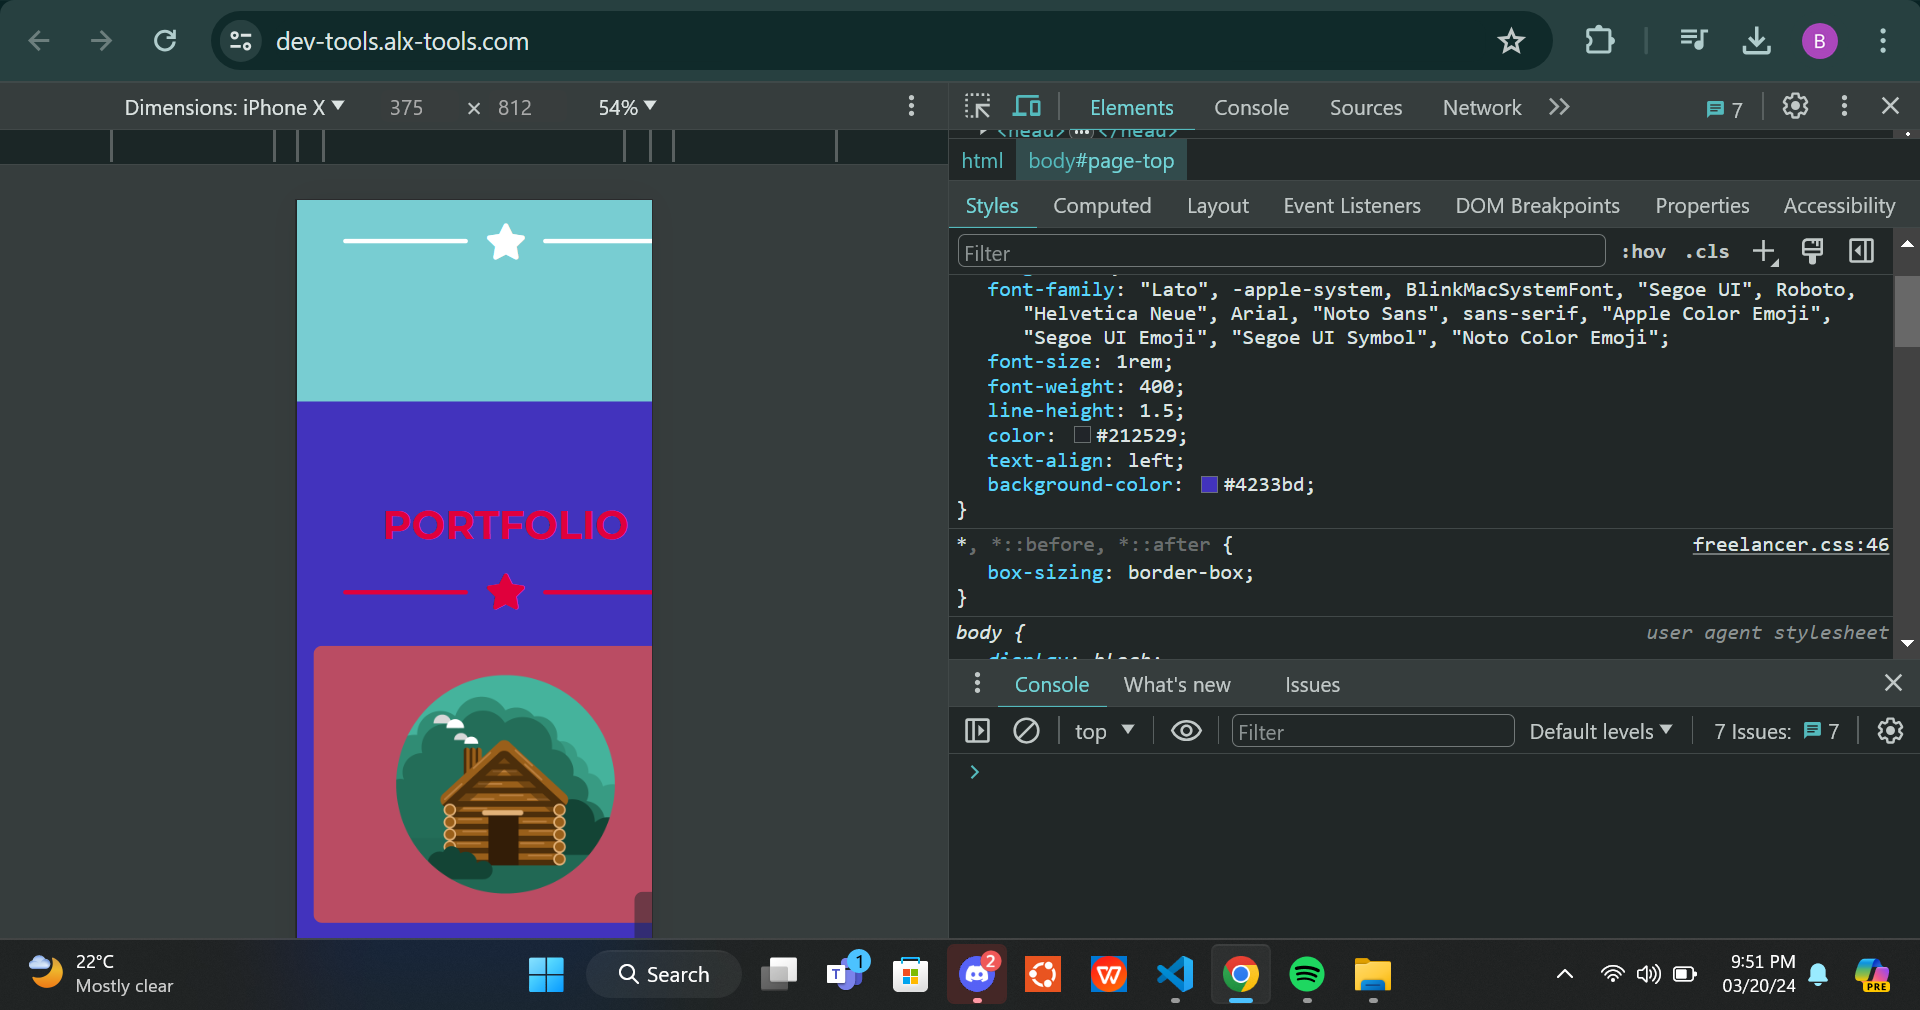 dev-tools.alx-tools.com
B
Dimensions: iPhone X 375 × 812 54%
Elements Console Sources Network 7
<head> … </head>
html body#page-top
Styles Computed Layout Event Listeners DOM Breakpoints Properties Accessibility
Filter :hov .cls
font-family: "Lato", -apple-system, BlinkMacSystemFont, "Segoe UI", Roboto,
"Helvetica Neue", Arial, "Noto Sans", sans-serif, "Apple Color Emoji",
"Segoe UI Emoji", "Segoe UI Symbol", "Noto Color Emoji";
font-size: 1rem;
font-weight: 400;
line-height: 1.5;
color: #212529;
text-align: left;
background-color: #4233bd;
}
*, *::before, *::after { freelancer.css:46
box-sizing: border-box;
}
body { user agent stylesheet
display: block;
PORTFOLIO
Console What's new Issues
top Filter Default levels 7 Issues: 7
22°C
Mostly clear
Search
T 1
2
W
9:51 PM
03/20/24
PRE